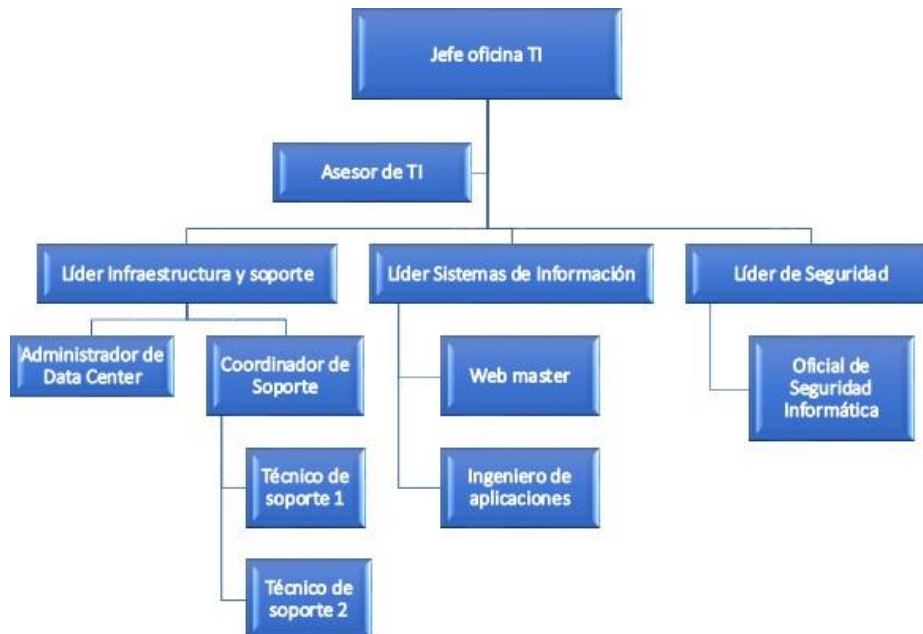 Jefe oficina TI
Asesor de TI
Líder Infraestructura y soporte
Líder Sistemas de Información
Líder de Seguridad
Administrador de
Data Center
Coordinador de
Soporte
Web master
Oficial de
Seguridad
Informática
Técnico de
soporte 1
Ingeniero de
aplicaciones
Técnico de
soporte 2